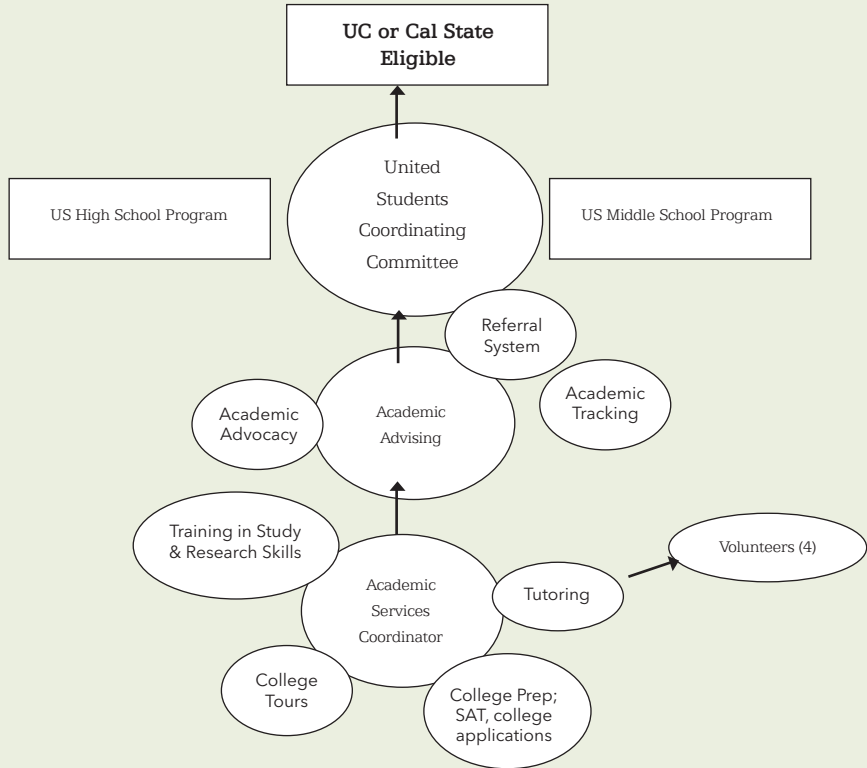 UC or Cal State
Eligible
United
Students
Coordinating
Committee
US High School Program
US Middle School Program
Referral
System
Academic
Tracking
Academic
Advocacy
Academic
Advising
Training in Study
& Research Skills
Volunteers (4)
Academic
Services
Coordinator
Tutoring
College
Tours
College Prep;
SAT, college
applications